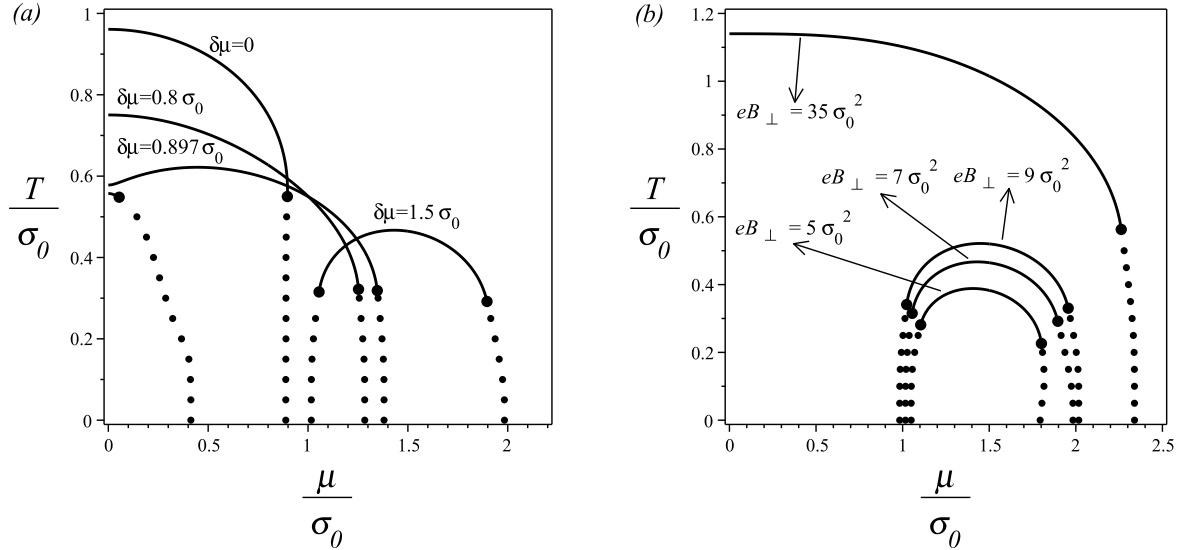 (a)
1
0.8
0.6
0.4
0.2
0
T
σ0
δμ=0
δμ=0.8 σ0
δμ=0.897σ0
δμ=1.5 σ0
0 0.5 1 1.5 2
μ
σ0
(b)
1.2
1
0.8
0.6
0.4
0.2
0
T
σ0
eB⊥ = 35 σ0²
eB⊥ = 7 σ0² eB⊥ = 9 σ0²
eB⊥ = 5 σ0²
0 0.5 1 1.5 2 2.5
μ
σ0